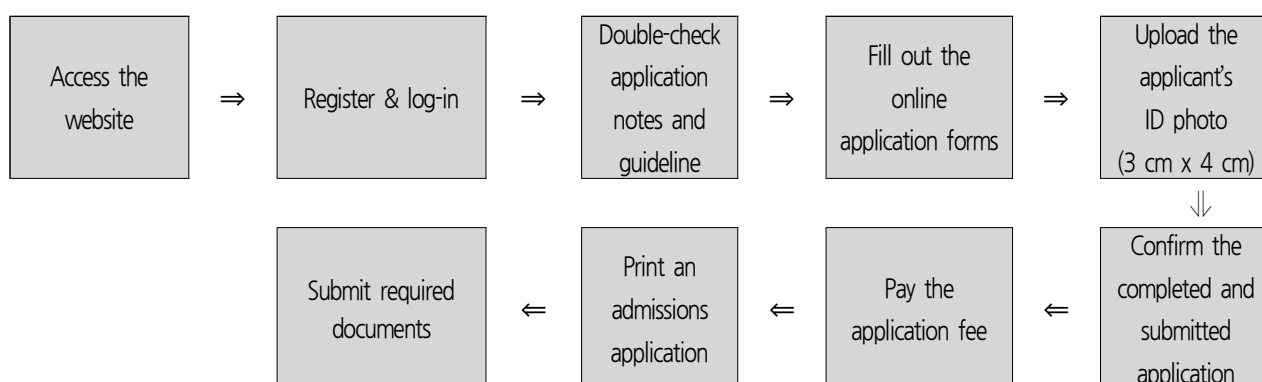 Access the
website
⇒
Register & log-in
⇒
Double-check
application
notes and
guideline
⇒
Fill out the
online
application forms
⇒
Upload the
applicant's
ID photo
(3 cm x 4 cm)
⇓
Confirm the
completed and
submitted
application
⇐
Pay the
application fee
⇐
Print an
admissions
application
⇐
Submit required
documents